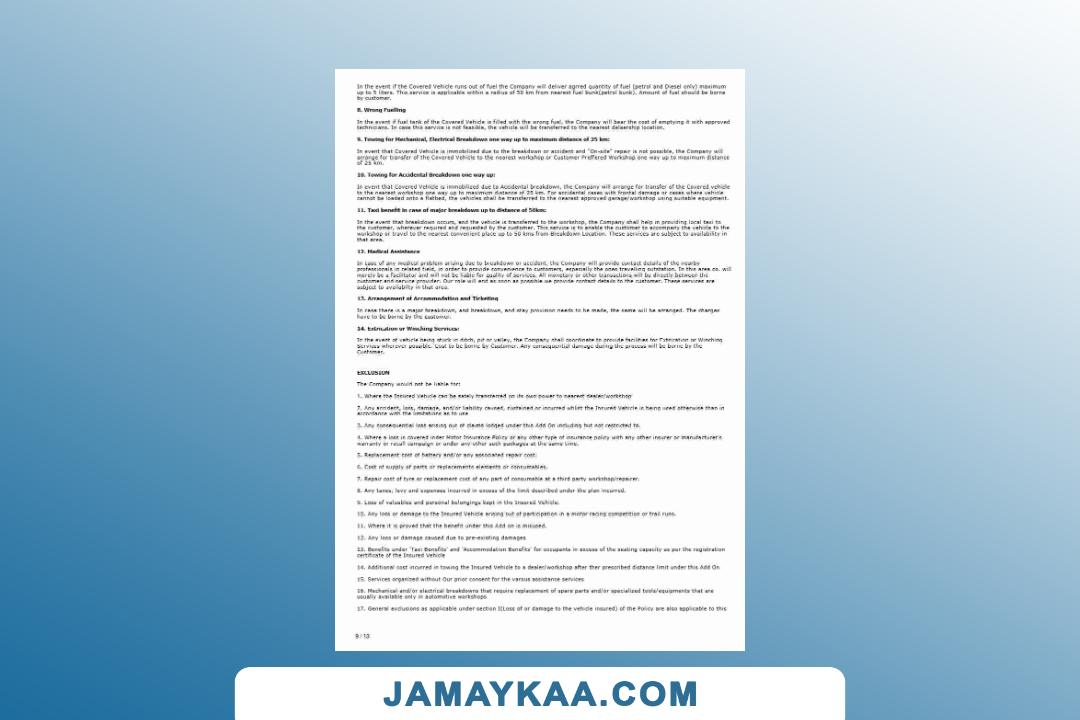 In the event if the Covered Vehicle runs out of fuel the Company will deliver agrred quantity of fuel (petrol and Diesel only) maximum
up to 5 liters. This service is applicable within a radius of 50 km from nearest fuel bunk(petrol bunk), Amount of fuel should be borne
by customer.
8. Wrong Fuelling
In the event if fuel tank of the Covered Vehicle is filled with the wrong fuel, the Company will bear the cost of emptying it with approved
technicians. In case this service is not feasible, the vehicle will be transferred to the nearest delaership location.
9. Towing for Mechanical, Electrical Breakdown one way up to maximum distance of 25 km:
In event that Covered Vehicle is immobilized due to the breakdown or accident and "On-site" repair is not possible, the Company will
arrange for transfer of the Covered Vehicle to the nearest workshop or Customer Preffered Workshop one way up to maximum distance
of 25 km.
10. Towing for Accidental Breakdown one way up:
In event that Covered Vehicle is immobilized due to Accidental breakdown, the Company will arrange for transfer of the Covered vehicle
to the nearest workshop one way up to maximum distance of 25 km. For accidental cases with frontal damage or cases where vehicle
cannot be loaded onto a flatbed, the vehicles shall be transferred to the nearest approved garage/workshop using suitable equipment.
11. Taxi benefit in case of major breakdown up to distance of 50km:
In the event that breakdown occurs, and the vehicle is transferred to the workshop, the Company shall help in providing local taxi to
the customer, wherever required and requested by the customer. This service is to enable the customer to accompany the vehicle to the
workshop or travel to the nearest convenient place up to 50 kms from Breakdown Location. These services are subject to availability in
that area.
12. Medical Assistance
In case of any medical problem arising due to breakdown or accident, the Company will provide contact details of the nearby
professionals in related field, in order to provide convenience to customers, especially the ones travelling outstation. In this area co. will
merely be a facilitator and will not be liable for quality of services. All monetary or other transactions will be directly between the
customer and service provider. Our role will end as soon as possible we provide contact details to the customer. These services are
subject to availability in that area.
13. Arrangement of Accommodation and Ticketing
In case there is a major breakdown, and breakdown, and stay provision needs to be made, the same will be arranged. The charges
have to be borne by the customer.
14. Extrication or Winching Services:
In the event of vehicle being stuck in ditch, pit or valley, the Company shall coordinate to provide facilities for Extrication or Winching
Services wherever possible. Cost to be borne by Customer. Any consequential damage during the process will be borne by the
Customer.
EXCLUSION
The Company would not be liable for:
1. Where the Insured Vehicle can be safely transferred on its own power to nearest dealer/workshop
2. Any accident, loss, damage, and/or liability caused, sustained or incurred whilst the Insured Vehicle is being used otherwise than in
accordance with the limitations as to use
3. Any consequential loss arising out of claims lodged under this Add On including but not restricted to.
4. Where a loss is covered inder Motor Insurance Policy or any other type of insurance policy with any other insurer or manufacturer's
warranty or recall campaign or under any other such packages at the same time.
5. Replacement cost of battery and/or any associated repair cost.
6. Cost of supply of parts or replacements elements or consumables.
7. Repair cost of tyre or replacement cost of any part of consumable at a third party workshop/repairer.
8. Any taxes, levy and expenses incurred in excess of the limit described under the plan incurred.
9. Loss of valuables and personal belongings kept in the Insured Vehicle.
10. Any loss or damage to the Insured Vehicle arising out of participation in a motor racing competition or trail runs.
11. Where it is proved that the benefit under this Add on is misused.
12. Any loss or damage caused due to pre-existing damages
13. Benefits under 'Taxi Benefits' and 'Accommodation Benefits' for occupants in excess of the seating capacity as per the registration
certificate of the Insured Vehicle
14. Additional cost incurred in towing the Insured Vehicle to a dealer/workshop after ther prescribed distance limit under this Add On
15. Services organized without Our prior consent for the varous assistance services
16. Mechanical and/or electrical breakdowns that require replacement of spare parts and/or specialized tools/equipments that are
usually available only in automotive workshops
17. General exclusions as applicable under section I(Loss of or damage to the vehicle insured) of the Policy are also applicable to this
9 / 13
JAMAYKAA.COM